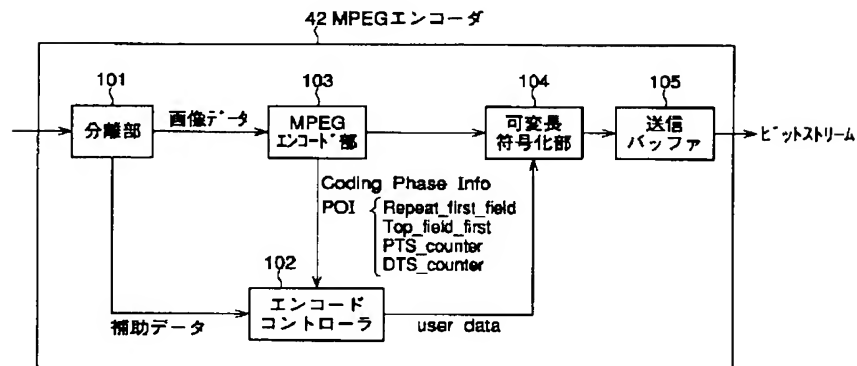 42 MPEGエンコーダ
101
103
104
105
分離部
画像データ
MPEG
エンコード部
可変長
符号化部
送信
バッファ
ビットストリーム
Coding Phase Info
POI
Repeat_first_field
Top_field_first
PTS_counter
DTS_counter
102
エンコード
コントローラ
補助データ
user data